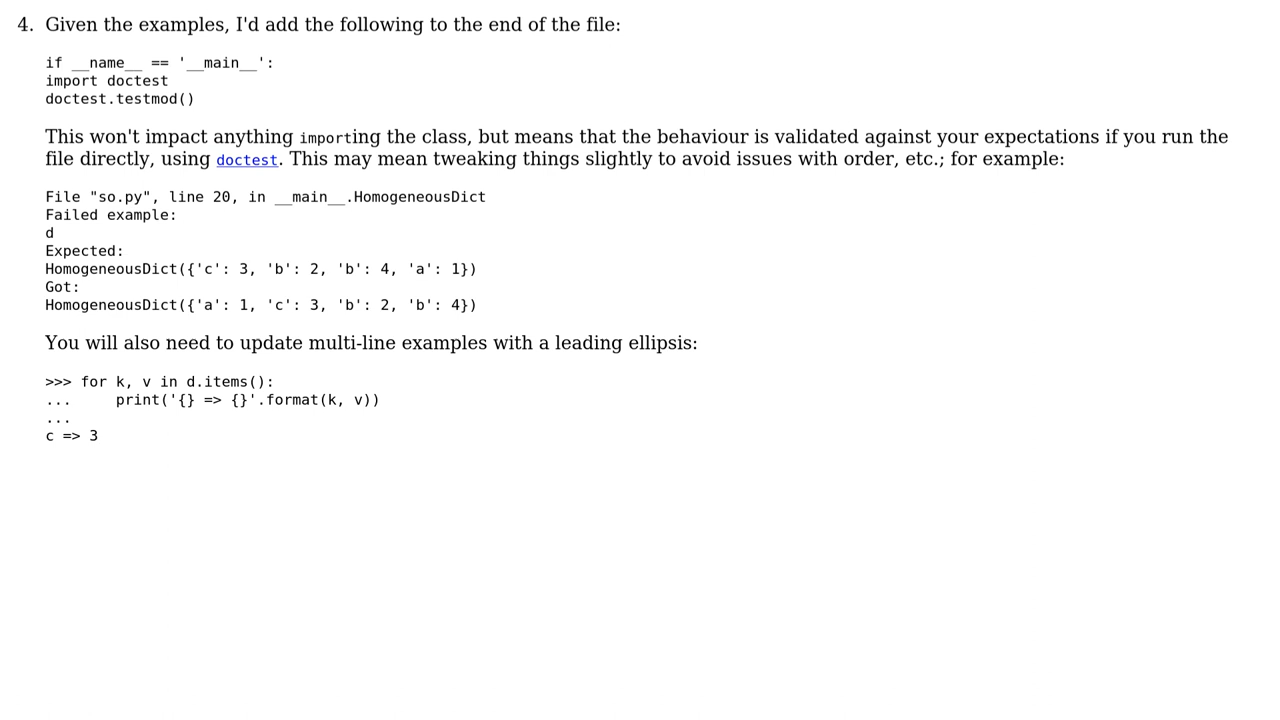 4. Given the examples, I'd add the following to the end of the file:
if __name__ == '__main__':
import doctest
doctest.testmod()
This won't impact anything importing the class, but means that the behaviour is validated against your expectations if you run the
file directly, using doctest. This may mean tweaking things slightly to avoid issues with order, etc.; for example:
File "so.py", line 20, in __main__.HomogeneousDict
Failed example:
d
Expected:
HomogeneousDict({'c': 3, 'b': 2, 'b': 4, 'a': 1})
Got:
HomogeneousDict({'a': 1, 'c': 3, 'b': 2, 'b': 4})
You will also need to update multi-line examples with a leading ellipsis:
>>> for k, v in d.items():
...     print('{} => {}'.format(k, v))
...
c => 3